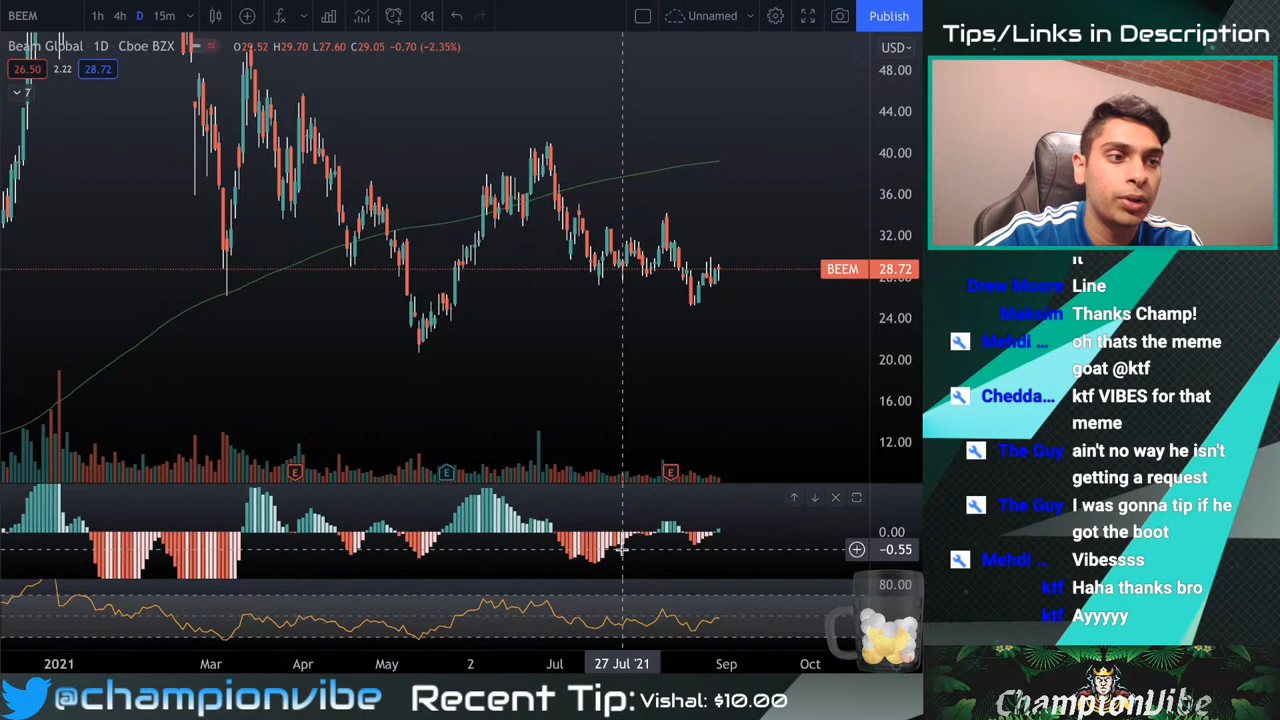 BEEM 1h 4h D 15m Unnamed Publish
Beam Global · 1D · Cboe BZX O29.52 H29.70 L27.60 C29.05 -0.70 (-2.35%) USD
26.50 2.22 28.72
7
48.00
44.00
40.00
36.00
32.00
BEEM 28.72
24.00
20.00
16.00
12.00
E E E
0.00
-0.55
80.00
2021 Mar Apr May 2 Jul 27 Jul '21 Sep Oct
Tips/Links in Description
it
Drew Moore Line
Maksim Thanks Champ!
Mehdi ... oh thats the meme
goat @ktf
Chedda... ktf VIBES for that
meme
The Guy ain't no way he isn't
getting a request
The Guy I was gonna tip if he
got the boot
Mehdi ... Vibessss
ktf Haha thanks bro
ktf Ayyyyy
@championvibe Recent Tip: Vishal: $10.00
ChampionVibe